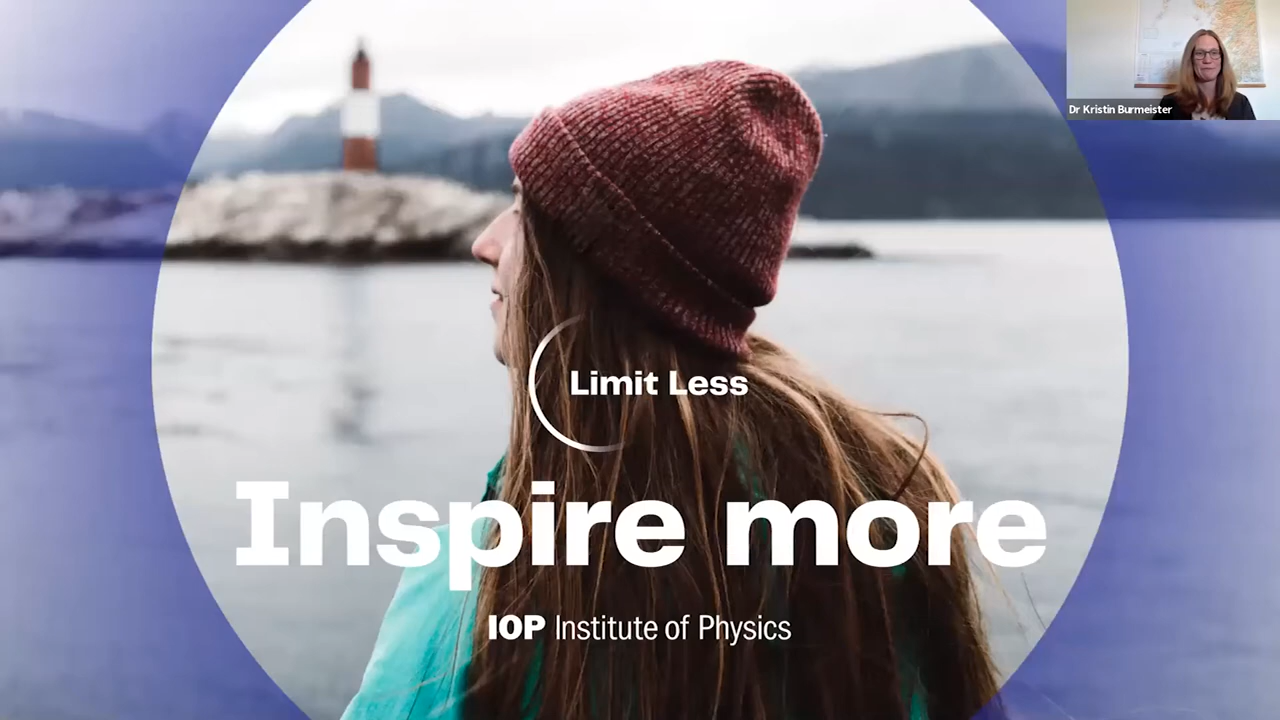 Dr Kristin Burmeister
Limit Less
Inspire more
IOP Institute of Physics